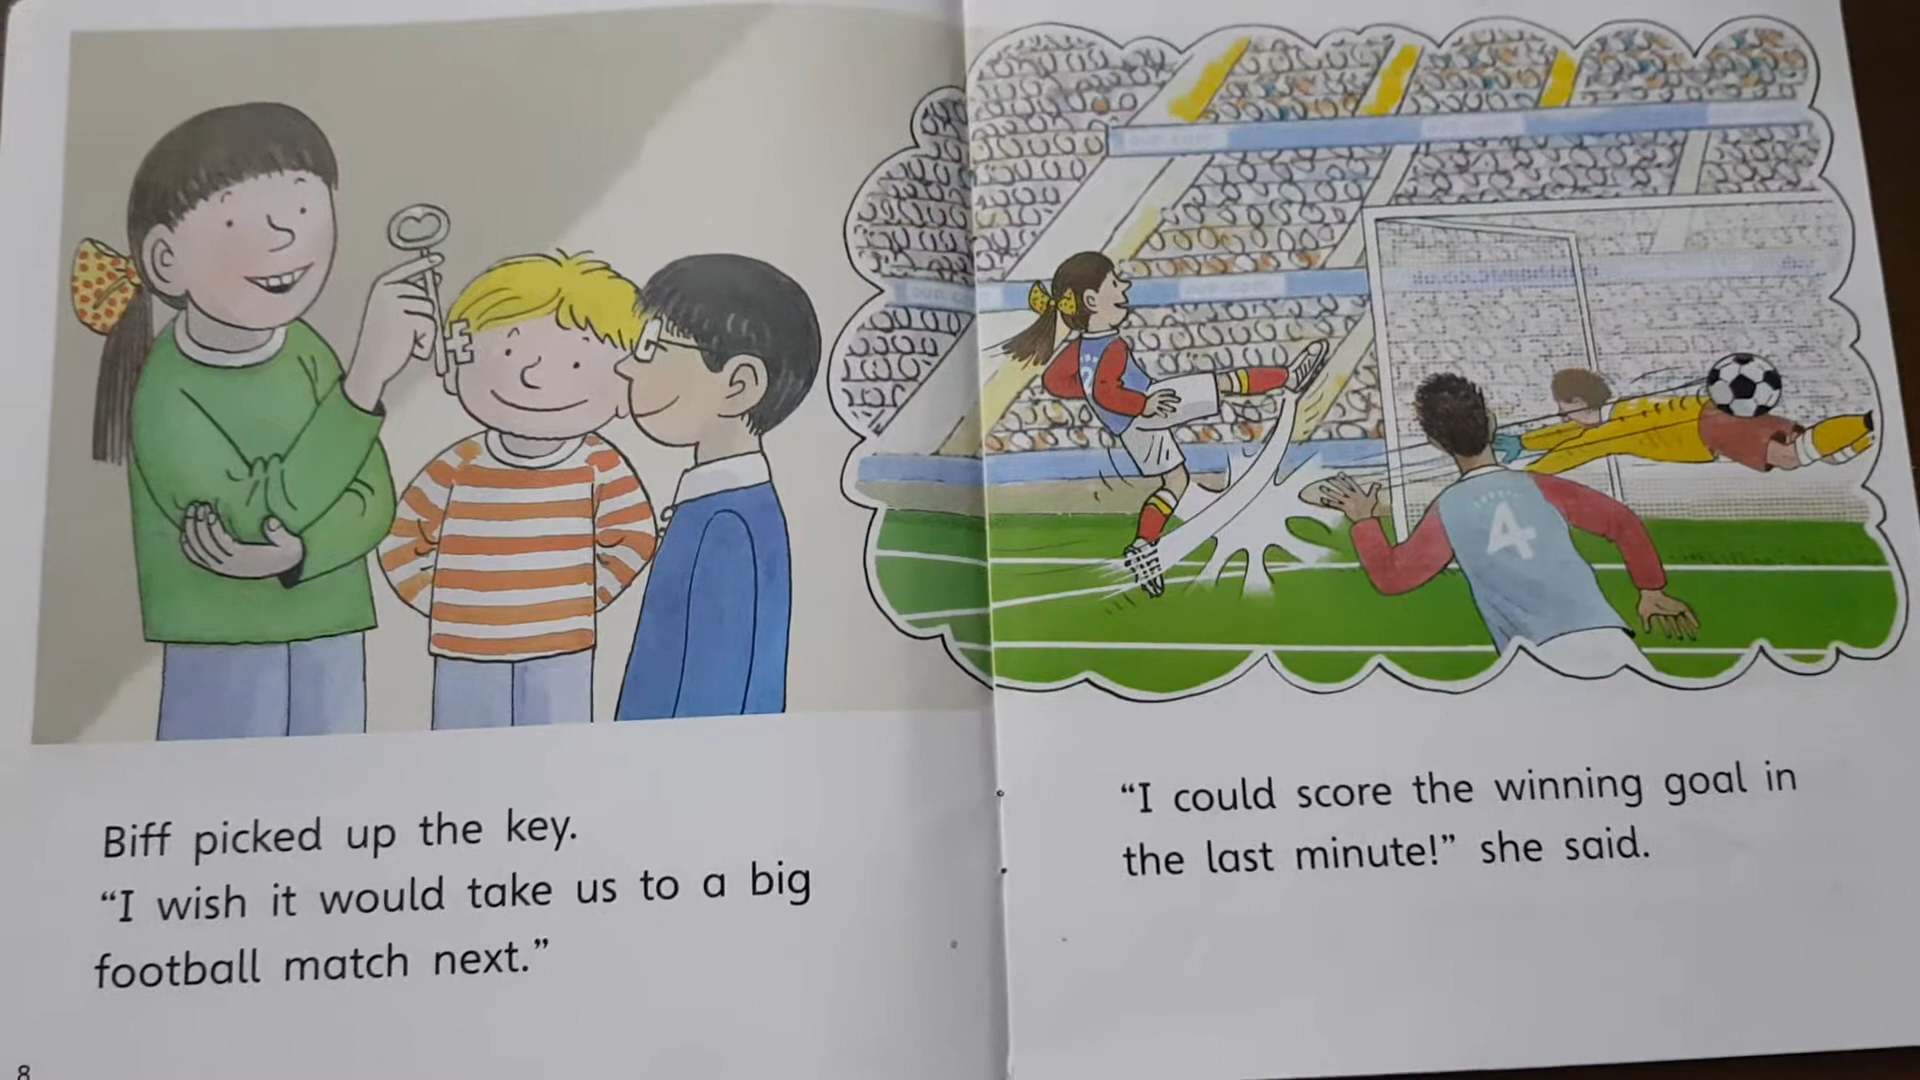 Biff picked up the key.
“I wish it would take us to a big
football match next.”
8
“I could score the winning goal in
the last minute!” she said.
4